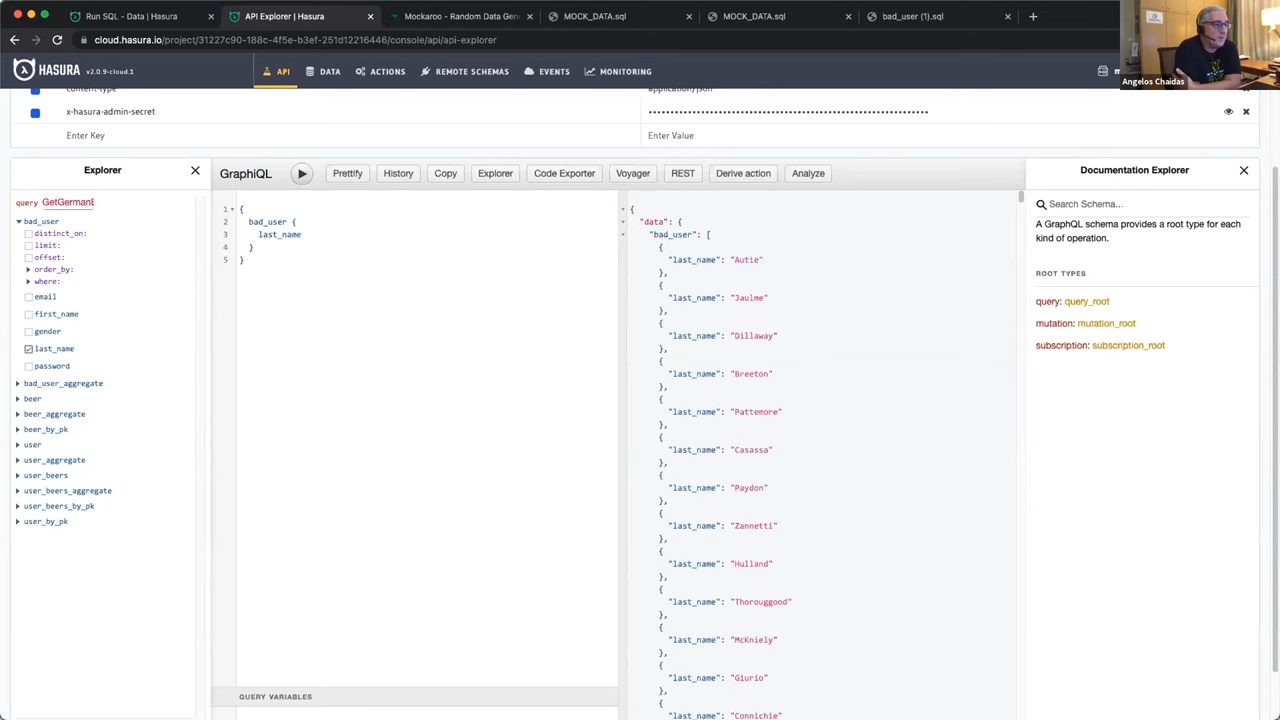 Run SQL - Data | Hasura
API Explorer | Hasura
Mockaroo - Random Data Gen
MOCK_DATA.sql
MOCK_DATA.sql
bad_user (1).sql
cloud.hasura.io/project/31227c90-188c-4f5e-b3ef-251d12216446/console/api/api-explorer
Angelos Chaidas
HASURA
v2.0.9-cloud.1
API
DATA
ACTIONS
REMOTE SCHEMAS
EVENTS
MONITORING
content-type
application/json
x-hasura-admin-secret
Enter Key
Enter Value
Explorer
GraphiQL
Prettify
History
Copy
Explorer
Code Exporter
Voyager
REST
Derive action
Analyze
Documentation Explorer
query GetGermanE
bad_user
distinct_on:
limit:
offset:
order_by:
where:
email
first_name
gender
last_name
password
bad_user_aggregate
beer
beer_aggregate
beer_by_pk
user
user_aggregate
user_beers
user_beers_aggregate
user_beers_by_pk
user_by_pk
1 {
2 bad_user {
3 last_name
4 }
5 }
QUERY VARIABLES
{
"data": {
"bad_user": [
{
"last_name": "Autie"
},
{
"last_name": "Jaulme"
},
{
"last_name": "Dillaway"
},
{
"last_name": "Breeton"
},
{
"last_name": "Pattemore"
},
{
"last_name": "Casassa"
},
{
"last_name": "Paydon"
},
{
"last_name": "Zannetti"
},
{
"last_name": "Hulland"
},
{
"last_name": "Thorouggood"
},
{
"last_name": "McKniely"
},
{
"last_name": "Giurio"
},
{
"last_name": "Connichie"
Search Schema...
A GraphQL schema provides a root type for each
kind of operation.
ROOT TYPES
query: query_root
mutation: mutation_root
subscription: subscription_root